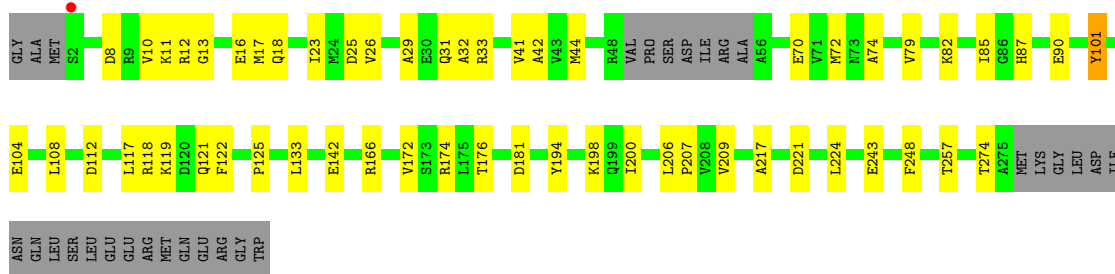 GLY ALA MET S2 D8 R9 V10 K11 R12 G13 E16 M17 Q18 I23 M24 D25 V26 A29 E30 Q31 A32 R33 V41 A42 V43 M44 R48 VAL PRO SER ASP ILE ARG ALA A56 E70 V71 M72 N73 A74 V79 K82 I85 G86 H87 E90 Y101
E104 L108 D112 L117 R118 K119 D120 Q121 F122 P125 L133 E142 R166 V172 S173 R174 L175 T176 D181 Y194 K198 Q199 I200 L206 P207 V208 V209 A217 D221 L224 E243 F248 T257 T274 A275 MET LYS GLY LEU ASP ILE
ASN GLN LEU SER LEU GLU GLU ARG MET GLN GLU ARG GLY TRP